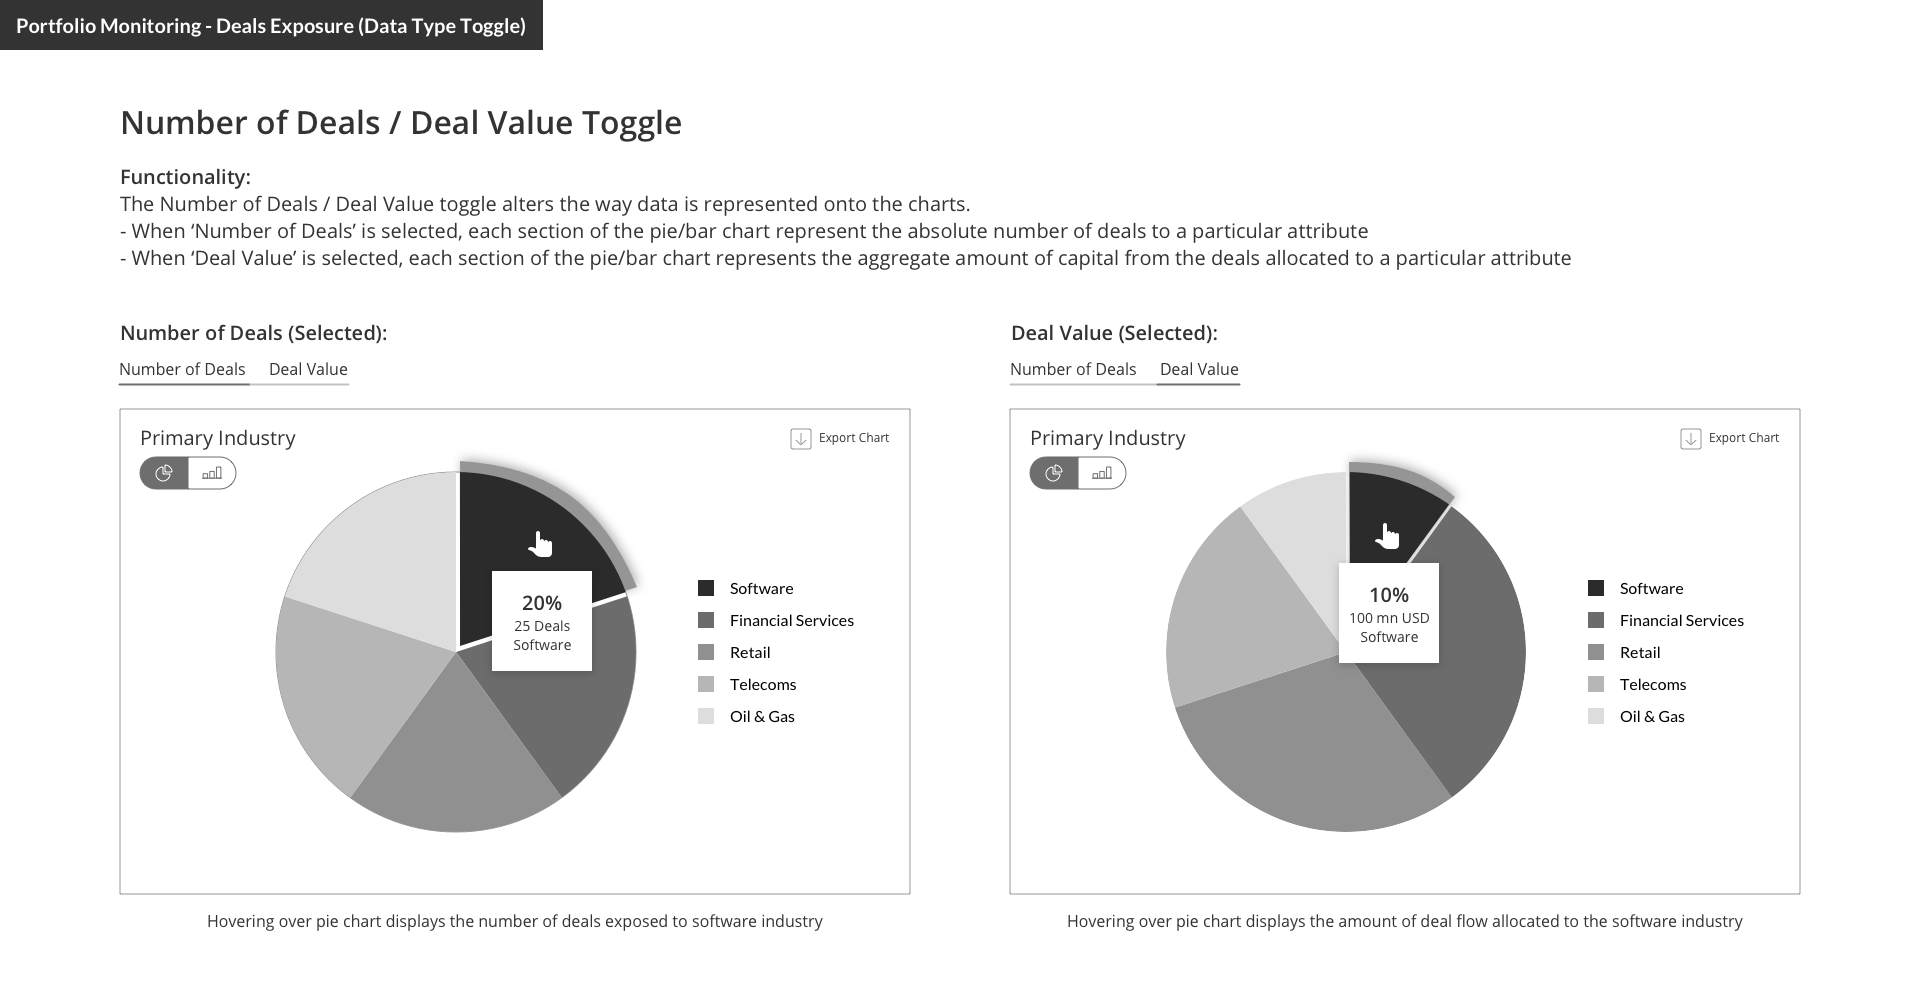 Portfolio Monitoring - Deals Exposure (Data Type Toggle)
Number of Deals / Deal Value Toggle
Functionality:
The Number of Deals / Deal Value toggle alters the way data is represented onto the charts.
- When ‘Number of Deals’ is selected, each section of the pie/bar chart represent the absolute number of deals to a particular attribute
- When ‘Deal Value’ is selected, each section of the pie/bar chart represents the aggregate amount of capital from the deals allocated to a particular attribute
Number of Deals (Selected):
Number of Deals Deal Value
Primary Industry
Export Chart
20%
25 Deals
Software
Software
Financial Services
Retail
Telecoms
Oil & Gas
Hovering over pie chart displays the number of deals exposed to software industry
Deal Value (Selected):
Number of Deals Deal Value
Primary Industry
Export Chart
10%
100 mn USD
Software
Software
Financial Services
Retail
Telecoms
Oil & Gas
Hovering over pie chart displays the amount of deal flow allocated to the software industry